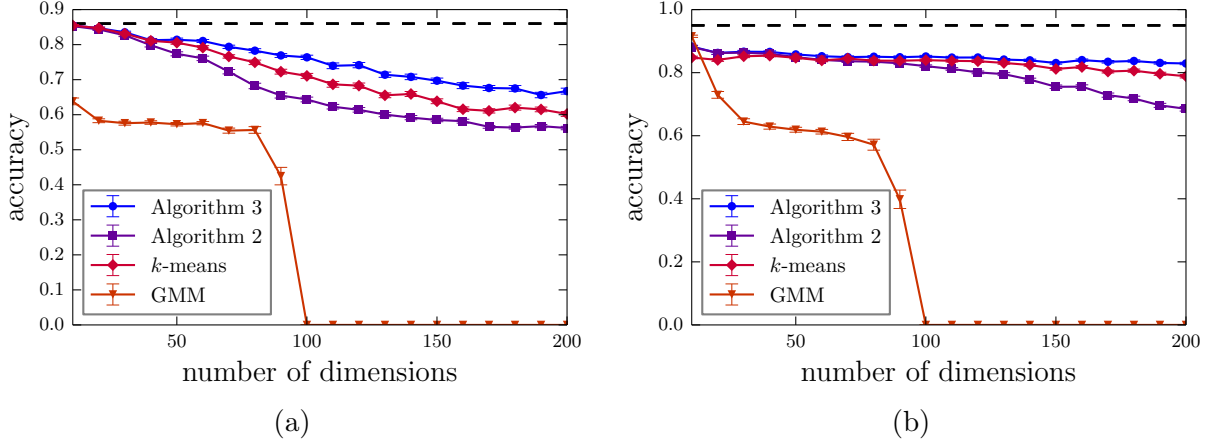 0.9
0.8
0.7
0.6
0.5
0.4
0.3
0.2
0.1
0.0
accuracy
Algorithm 3
Algorithm 2
k-means
GMM
50
100
150
200
number of dimensions
(a)
1.0
0.8
0.6
0.4
0.2
0.0
accuracy
Algorithm 3
Algorithm 2
k-means
GMM
50
100
150
200
number of dimensions
(b)